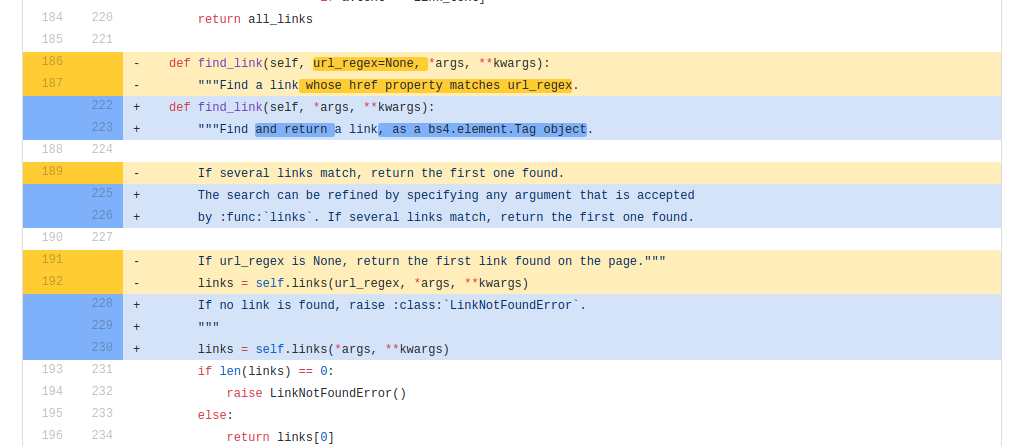 184 220 return all_links
185 221
186 - def find_link(self, url_regex=None, *args, **kwargs):
187 - """Find a link whose href property matches url_regex.
222 + def find_link(self, *args, **kwargs):
223 + """Find and return a link, as a bs4.element.Tag object.
188 224
189 - If several links match, return the first one found.
225 + The search can be refined by specifying any argument that is accepted
226 + by :func:`links`. If several links match, return the first one found.
190 227
191 - If url_regex is None, return the first link found on the page."""
192 - links = self.links(url_regex, *args, **kwargs)
228 + If no link is found, raise :class:`LinkNotFoundError`.
229 + """
230 + links = self.links(*args, **kwargs)
193 231 if len(links) == 0:
194 232 raise LinkNotFoundError()
195 233 else:
196 234 return links[0]